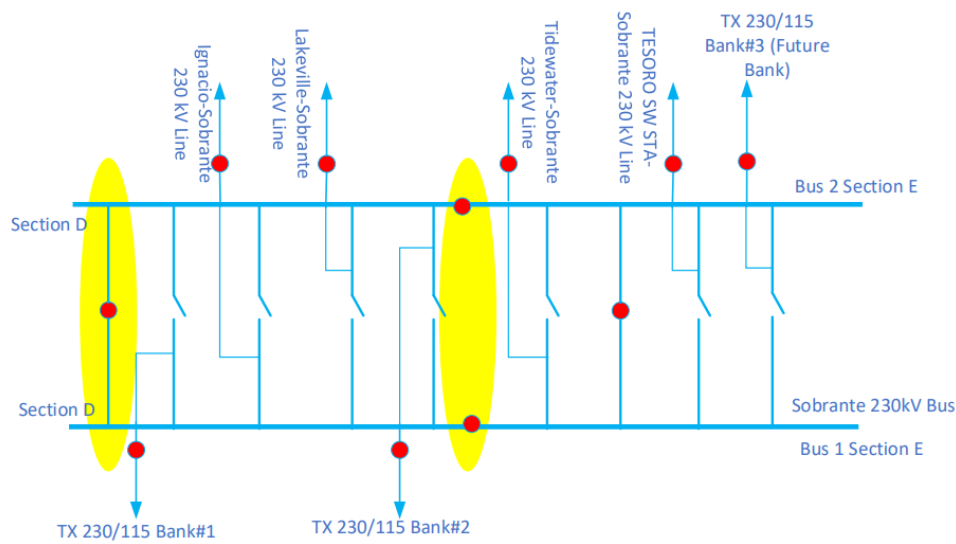 Ignacio-Sobrante
230 kV Line
Lakeville-Sobrante
230 kV Line
Tidewater-Sobrante
230 kV Line
TESORO SW STA-
Sobrante 230 kV Line
TX 230/115
Bank#3 (Future
Bank)
Bus 2 Section E
Section D
Section D
Sobrante 230kV Bus
Bus 1 Section E
TX 230/115 Bank#1
TX 230/115 Bank#2